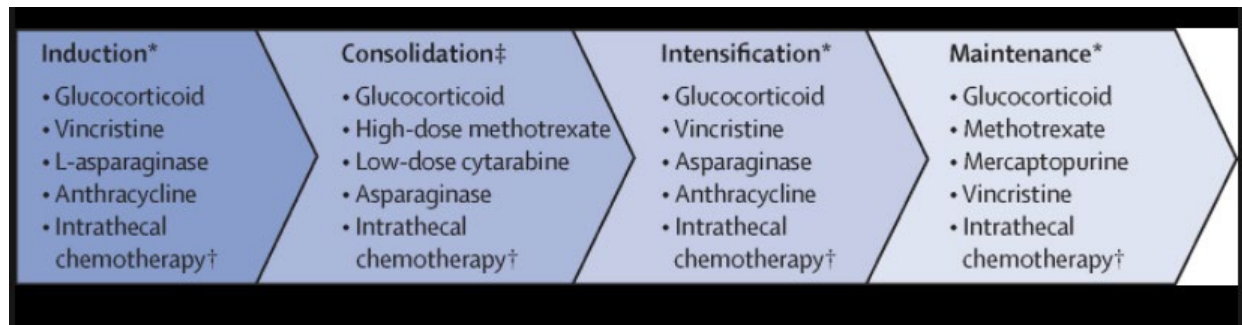 Induction*
• Glucocorticoid
• Vincristine
• L-asparaginase
• Anthracycline
• Intrathecal
chemotherapy†
Consolidation‡
• Glucocorticoid
• High-dose methotrexate
• Low-dose cytarabine
• Asparaginase
• Intrathecal
chemotherapy†
Intensification*
• Glucocorticoid
• Vincristine
• Asparaginase
• Anthracycline
• Intrathecal
chemotherapy†
Maintenance*
• Glucocorticoid
• Methotrexate
• Mercaptopurine
• Vincristine
• Intrathecal
chemotherapy†